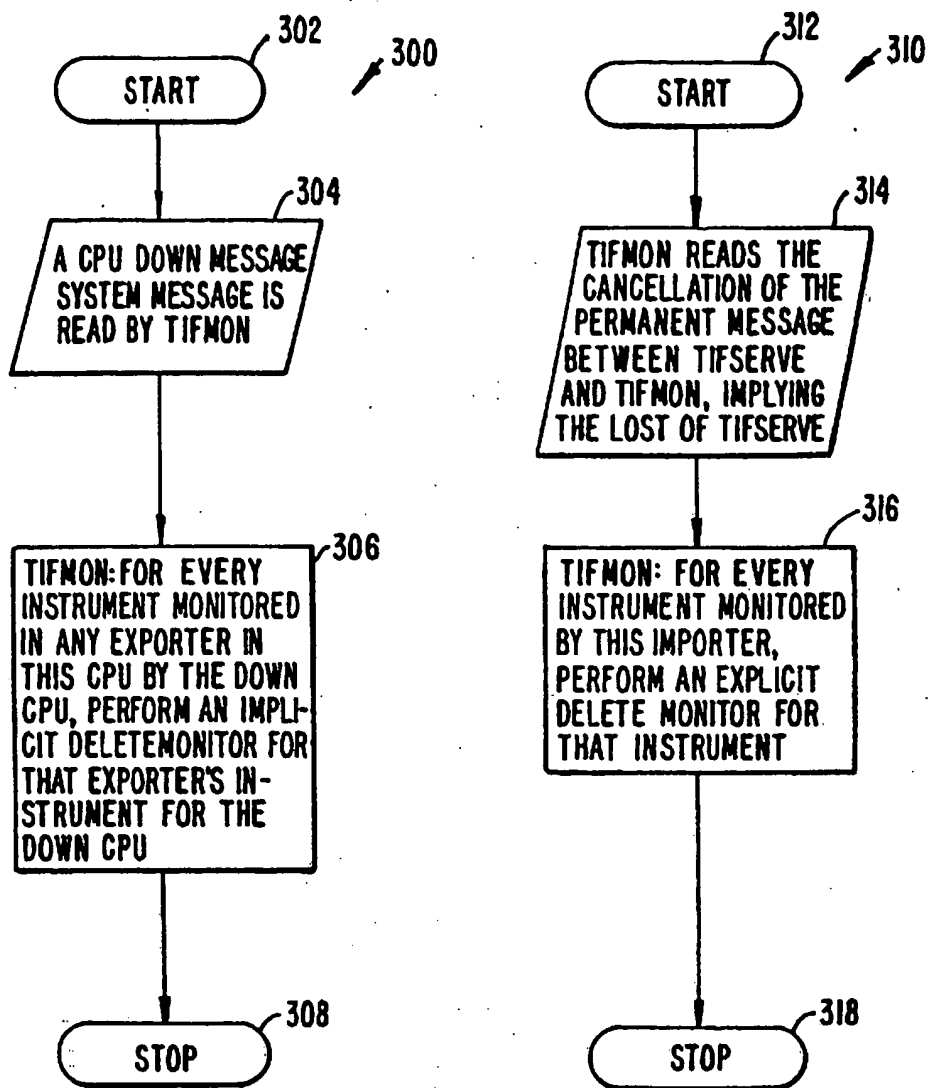 302
300
START
304
A CPU DOWN MESSAGE
SYSTEM MESSAGE IS
READ BY TIFMON
306
TIFMON: FOR EVERY
INSTRUMENT MONITORED
IN ANY EXPORTER IN
THIS CPU BY THE DOWN
CPU, PERFORM AN IMPLI-
CIT DELETEMONITOR FOR
THAT EXPORTER'S IN-
STRUMENT FOR THE
DOWN CPU
308
STOP
312
310
START
314
TIFMON READS THE
CANCELLATION OF THE
PERMANENT MESSAGE
BETWEEN TIFSERVE
AND TIFMON, IMPLYING
THE LOST OF TIFSERVE
316
TIFMON: FOR EVERY
INSTRUMENT MONITORED
BY THIS IMPORTER,
PERFORM AN EXPLICIT
DELETE MONITOR FOR
THAT INSTRUMENT
318
STOP